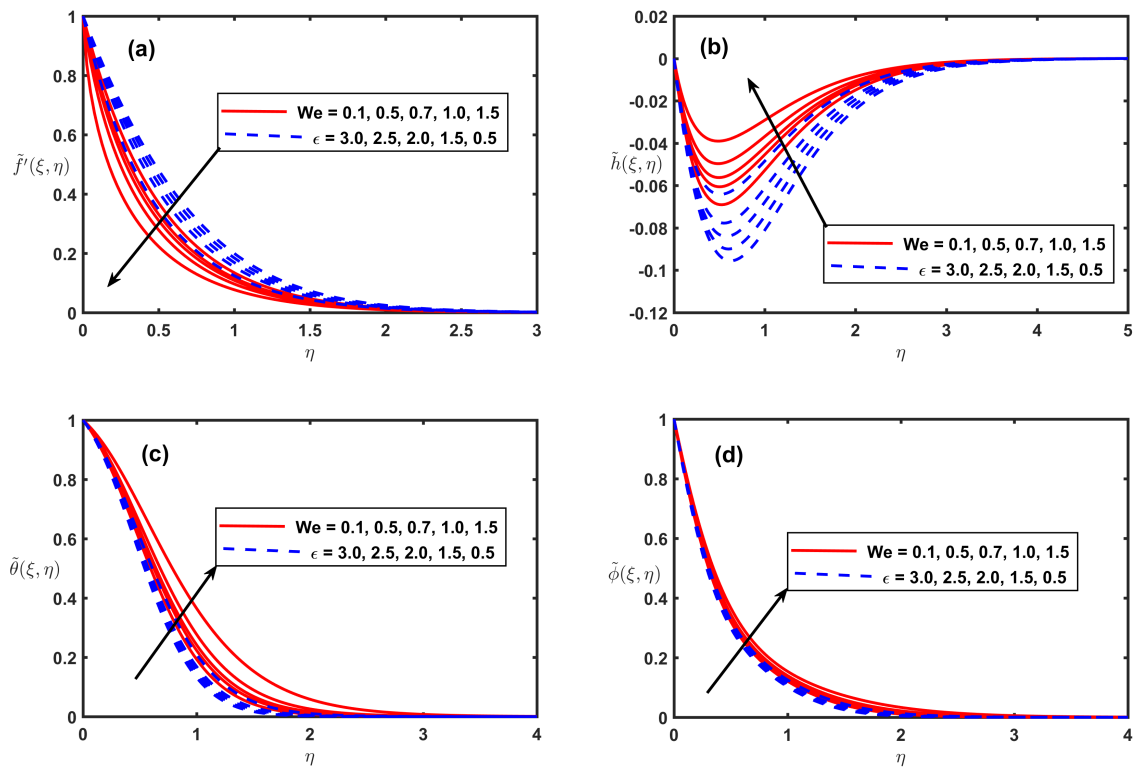 (a)
1
0.8
0.6
0.4
0.2
0
f̃′(ξ, η)
We = 0.1, 0.5, 0.7, 1.0, 1.5
ϵ = 3.0, 2.5, 2.0, 1.5, 0.5
0 0.5 1 1.5 2 2.5 3
η
(b)
0.02
0
-0.02
-0.04
-0.06
-0.08
-0.1
-0.12
h̃(ξ, η)
We = 0.1, 0.5, 0.7, 1.0, 1.5
ϵ = 3.0, 2.5, 2.0, 1.5, 0.5
0 1 2 3 4 5
η
(c)
1
0.8
0.6
0.4
0.2
0
θ̃(ξ, η)
We = 0.1, 0.5, 0.7, 1.0, 1.5
ϵ = 3.0, 2.5, 2.0, 1.5, 0.5
0 1 2 3 4
η
(d)
1
0.8
0.6
0.4
0.2
0
ϕ̃(ξ, η)
We = 0.1, 0.5, 0.7, 1.0, 1.5
ϵ = 3.0, 2.5, 2.0, 1.5, 0.5
0 1 2 3 4
η